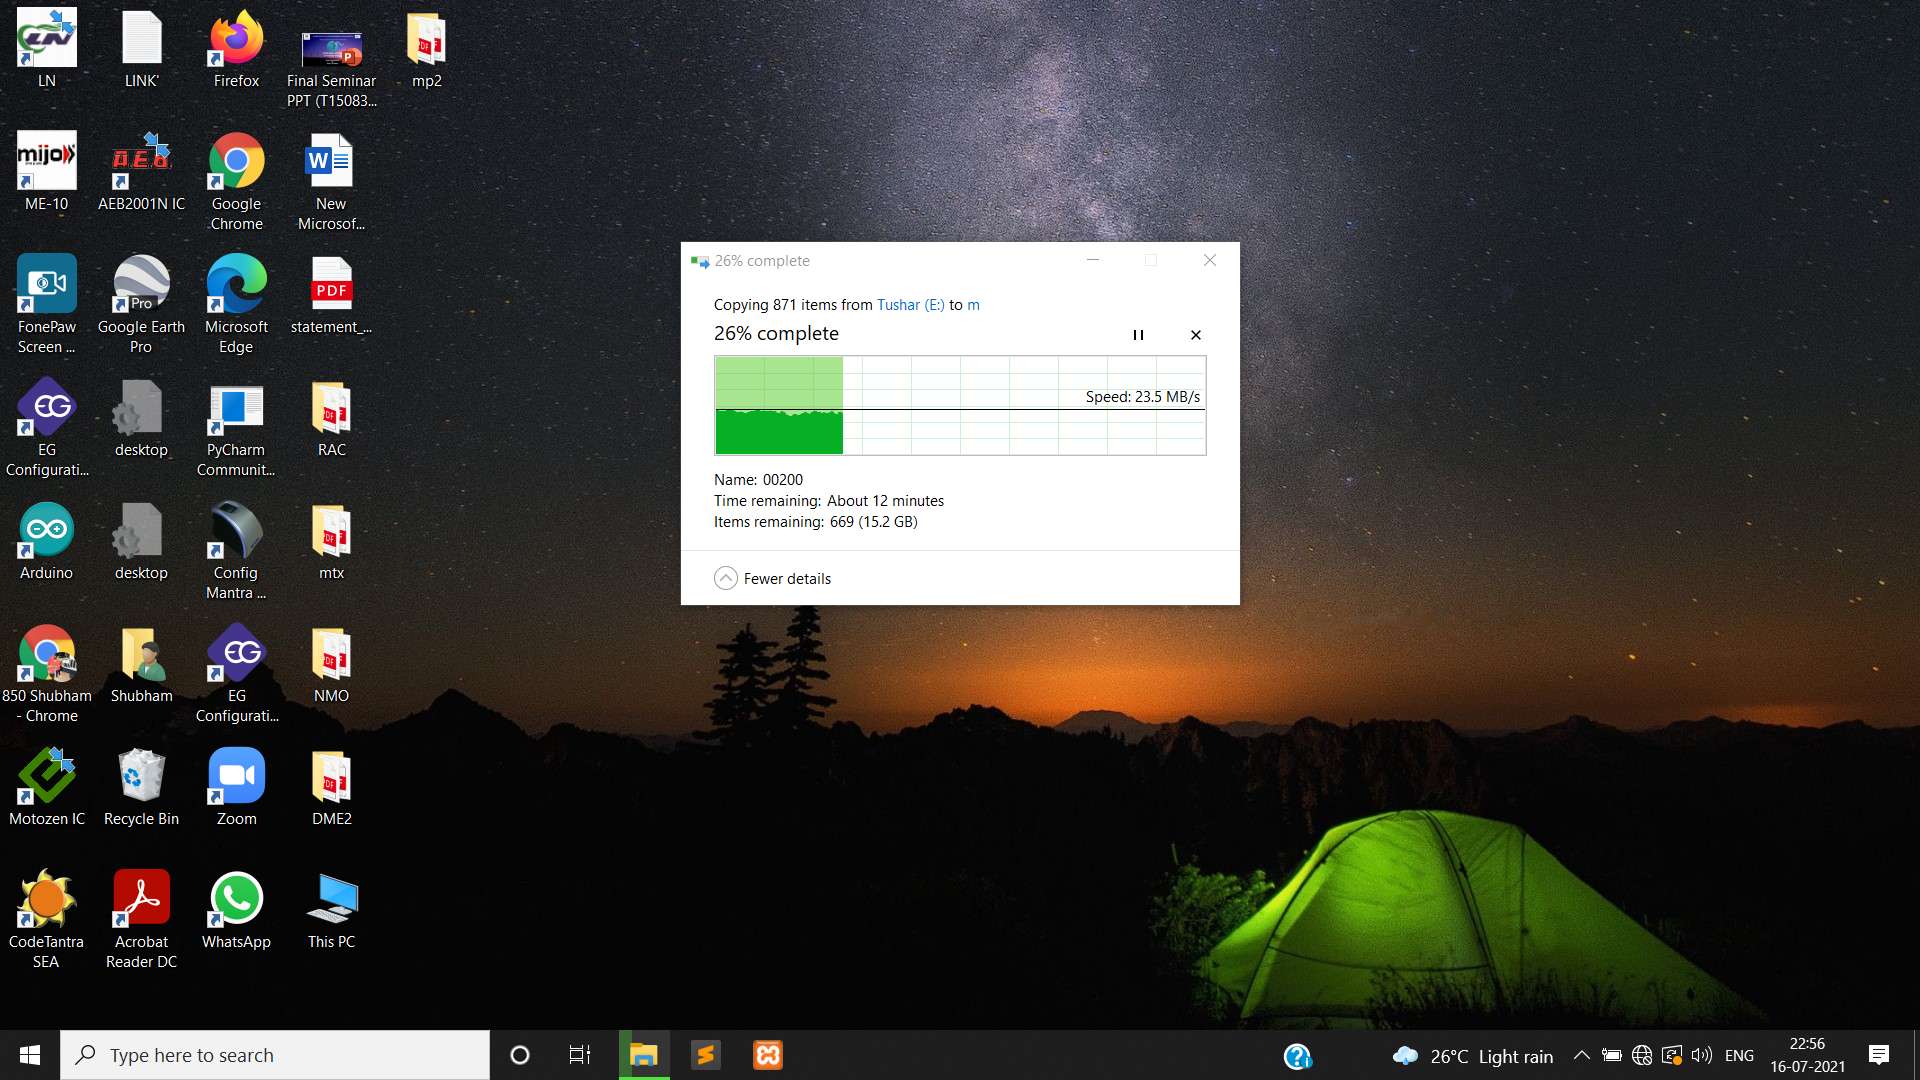 LN
LINK'
Firefox
Final Seminar
PPT (T15083...
mp2
mijo
ME-10
AEB2001N IC
Google
Chrome
New
Microsof...
FonePaw
Screen ...
Pro
Google Earth
Pro
Microsoft
Edge
PDF
statement_...
EG
EG
Configurati...
desktop
PyCharm
Communit...
RAC
Arduino
desktop
Config
Mantra ...
mtx
850 Shubham
- Chrome
Shubham
EG
EG
Configurati...
NMO
Motozen IC
Recycle Bin
Zoom
DME2
CodeTantra
SEA
Acrobat
Reader DC
WhatsApp
This PC
26% complete
Copying 871 items from Tushar (E:) to m
26% complete
Speed: 23.5 MB/s
Name: 00200
Time remaining: About 12 minutes
Items remaining: 669 (15.2 GB)
Fewer details
Type here to search
26°C Light rain
ENG
22:56
16-07-2021